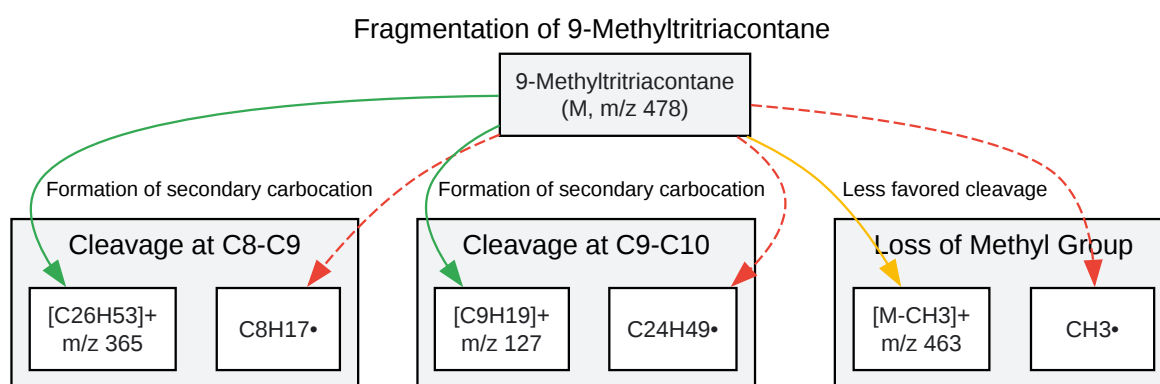 Fragmentation of 9-Methyltritriacontane
9-Methyltritriacontane
(M, m/z 478)
Formation of secondary carbocation
Formation of secondary carbocation
Less favored cleavage
Cleavage at C8-C9
Cleavage at C9-C10
Loss of Methyl Group
[C26H53]+
m/z 365
C8H17•
[C9H19]+
m/z 127
C24H49•
[M-CH3]+
m/z 463
CH3•